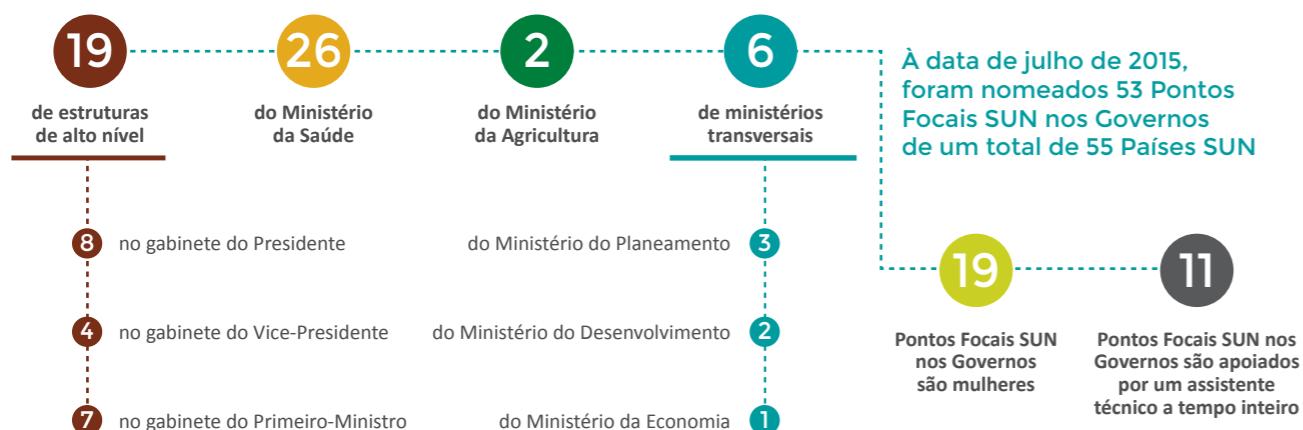 19
de estruturas
de alto nível
26
do Ministério
da Saúde
2
do Ministério
da Agricultura
6
de ministérios
transversais
À data de julho de 2015,
foram nomeados 53 Pontos
Focais SUN nos Governos
de um total de 55 Países SUN
8 no gabinete do Presidente
4 no gabinete do Vice-Presidente
7 no gabinete do Primeiro-Ministro
do Ministério do Planeamento 3
do Ministério do Desenvolvimento 2
do Ministério da Economia 1
19
Pontos Focais SUN
nos Governos
são mulheres
11
Pontos Focais SUN nos
Governos são apoiados
por um assistente
técnico a tempo inteiro